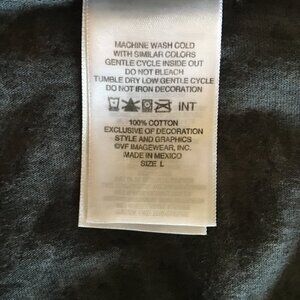 MACHINE WASH COLD
WITH SIMILAR COLORS
GENTLE CYCLE INSIDE OUT
DO NOT BLEACH
TUMBLE DRY LOW GENTLE CYCLE
DO NOT IRON DECORATION
INT
100% COTTON
EXCLUSIVE OF DECORATION
STYLE AND GRAPHICS
©VF IMAGEWEAR, INC.
MADE IN MEXICO
SIZE L